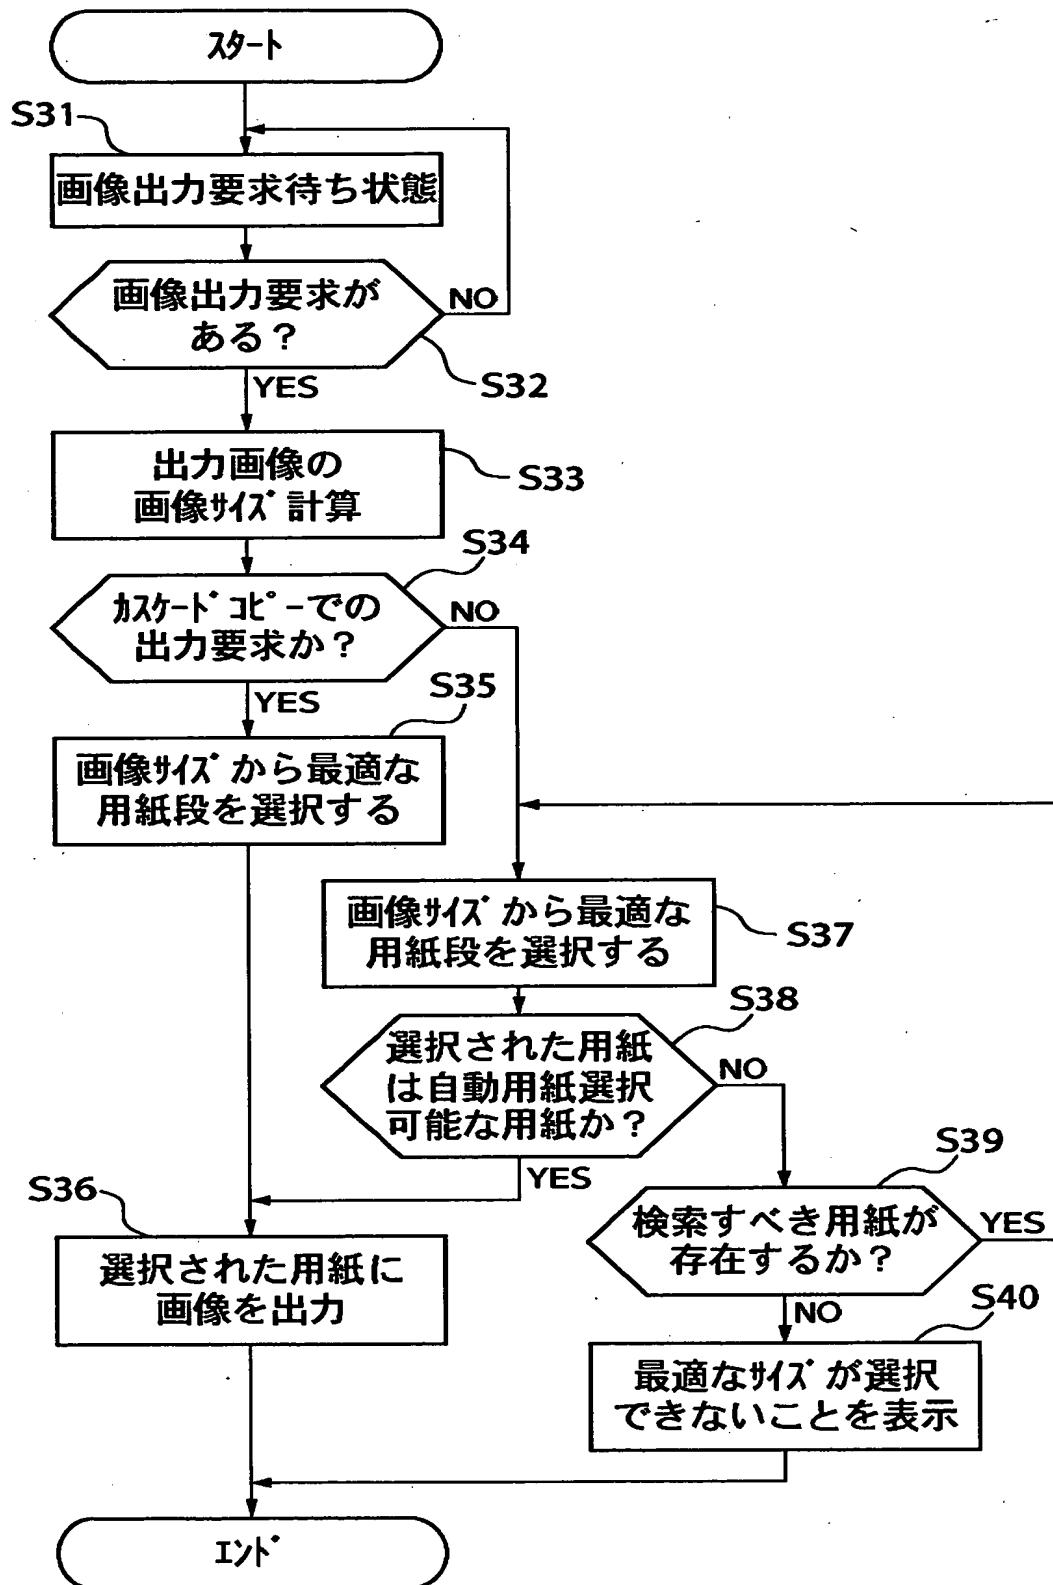 スタート
S31
画像出力要求待ち状態
画像出力要求が
ある？
NO
S32
YES
出力画像の
画像サイズ計算
S33
S34
カスケードコピーでの
出力要求か？
NO
YES
S35
画像サイズから最適な
用紙段を選択する
画像サイズから最適な
用紙段を選択する
S37
S38
選択された用紙
は自動用紙選択
可能な用紙か？
NO
YES
S39
検索すべき用紙が
存在するか？
YES
NO
S36
選択された用紙に
画像を出力
S40
最適なサイズが選択
できないことを表示
エンド